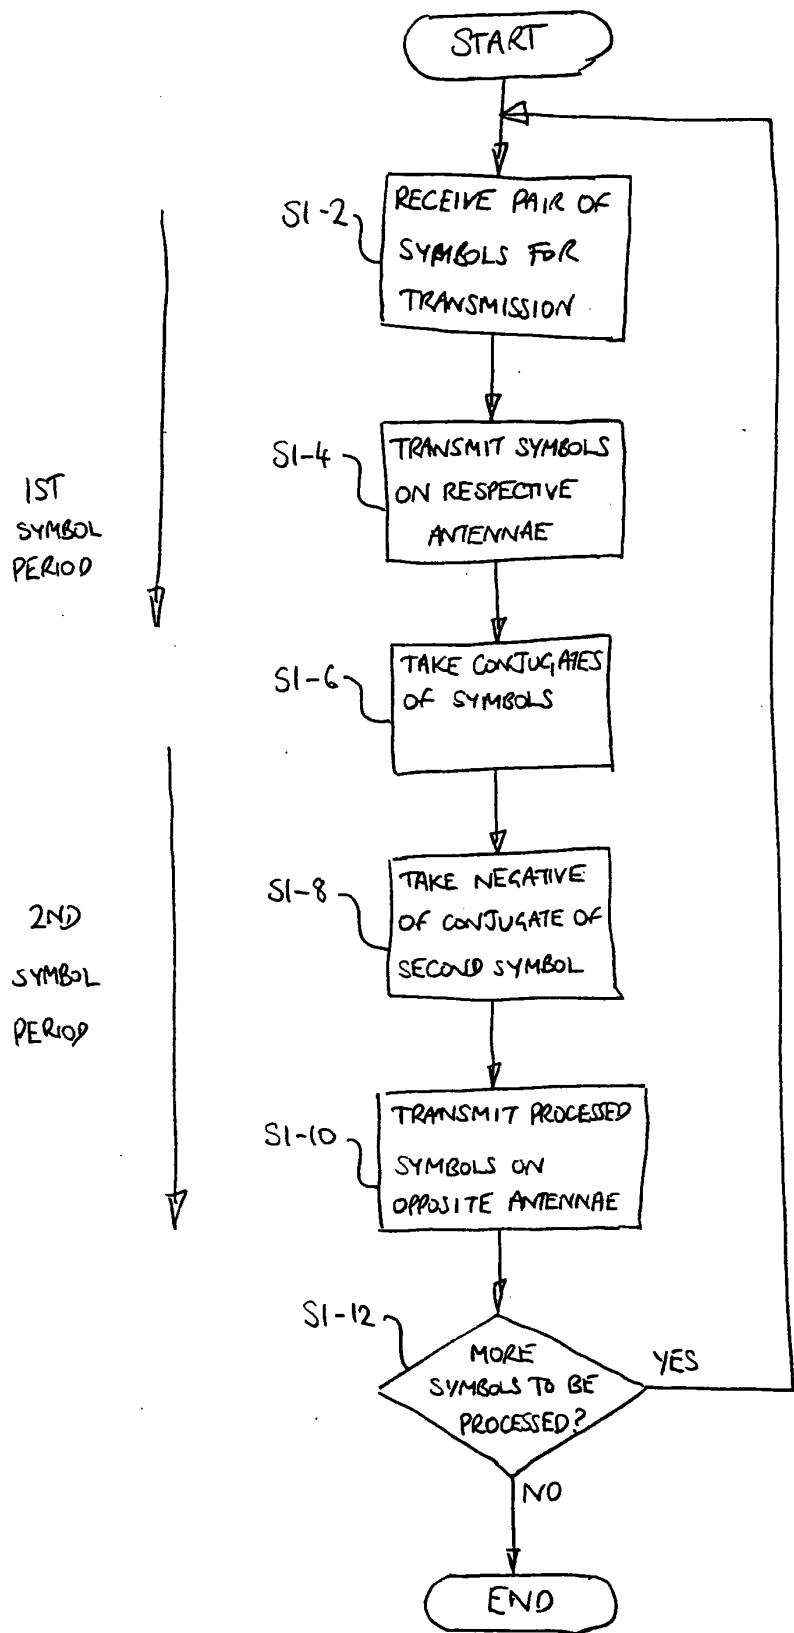 START
S1-2
RECEIVE PAIR OF
SYMBOLS FOR
TRANSMISSION
S1-4
TRANSMIT SYMBOLS
ON RESPECTIVE
ANTENNAE
1ST
SYMBOL
PERIOD
S1-6
TAKE CONJUGATES
OF SYMBOLS
S1-8
TAKE NEGATIVE
OF CONJUGATE OF
SECOND SYMBOL
2ND
SYMBOL
PERIOD
S1-10
TRANSMIT PROCESSED
SYMBOLS ON
OPPOSITE ANTENNAE
S1-12
MORE
SYMBOLS TO BE
PROCESSED?
YES
NO
END